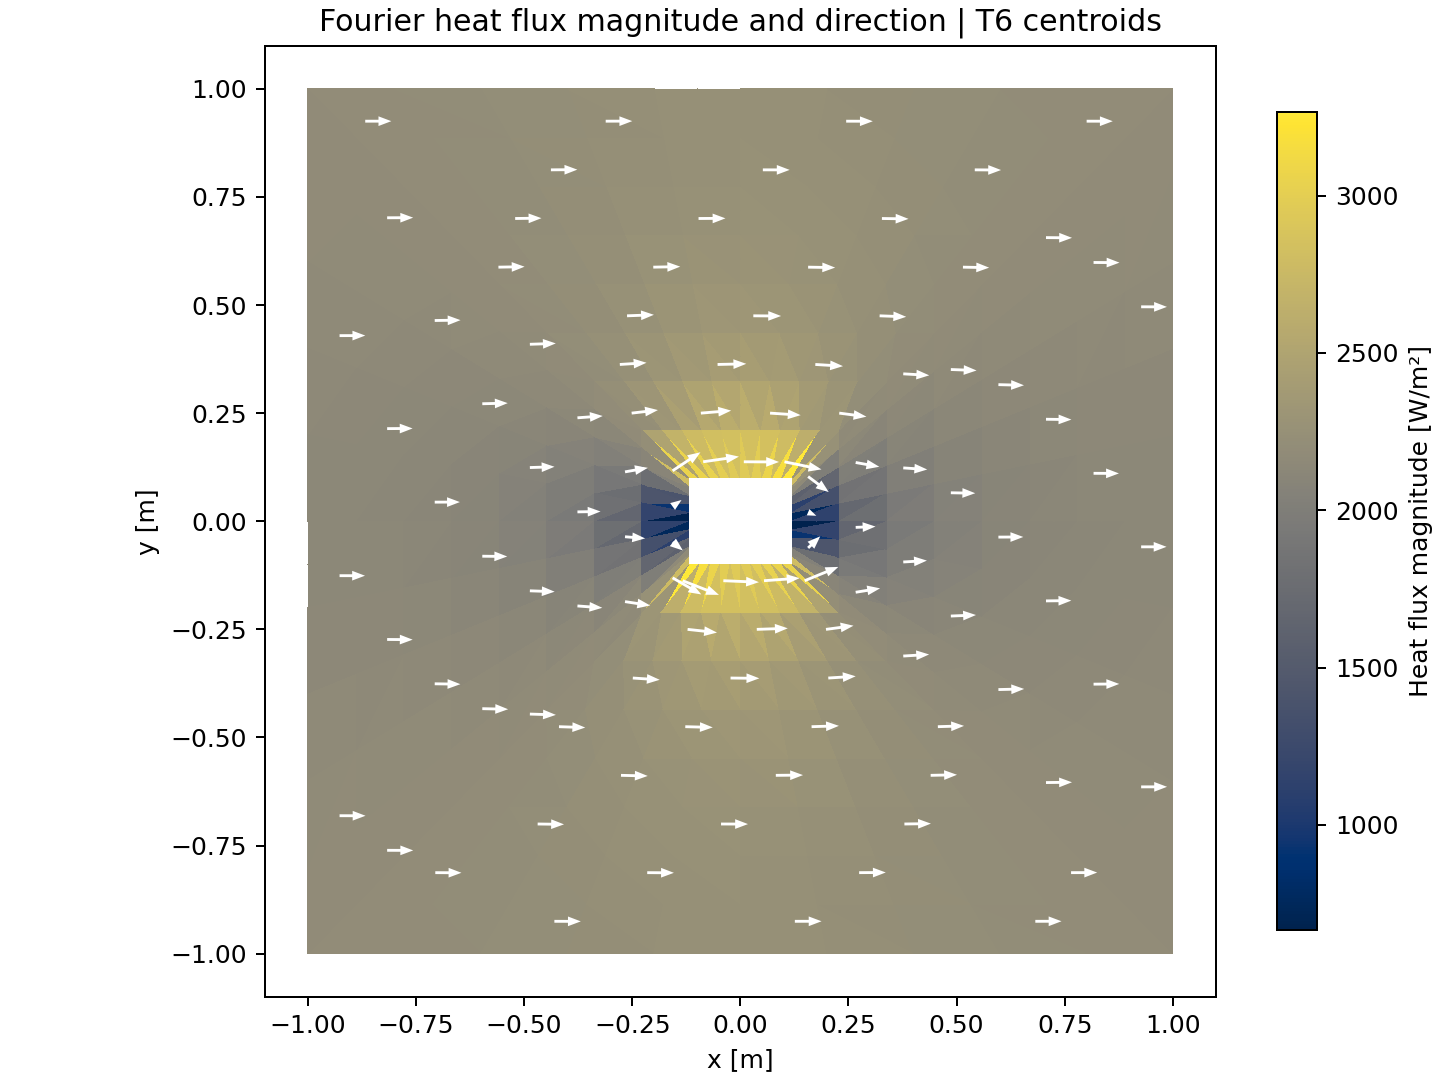 Fourier heat flux magnitude and direction | T6 centroids
1.00
0.75
0.50
0.25
0.00
−0.25
−0.50
−0.75
−1.00
y [m]
−1.00 −0.75 −0.50 −0.25 0.00 0.25 0.50 0.75 1.00
x [m]
3000
2500
2000
1500
1000
Heat flux magnitude [W/m²]